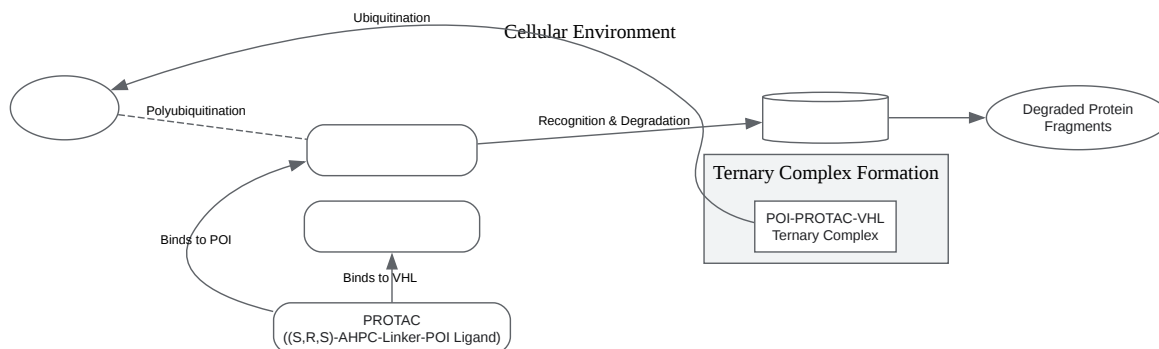 Ubiquitination
Cellular Environment
Polyubiquitination
Recognition & Degradation
Degraded Protein
Fragments
Ternary Complex Formation
POI-PROTAC-VHL
Ternary Complex
Binds to POI
Binds to VHL
PROTAC
((S,R,S)-AHPC-Linker-POI Ligand)